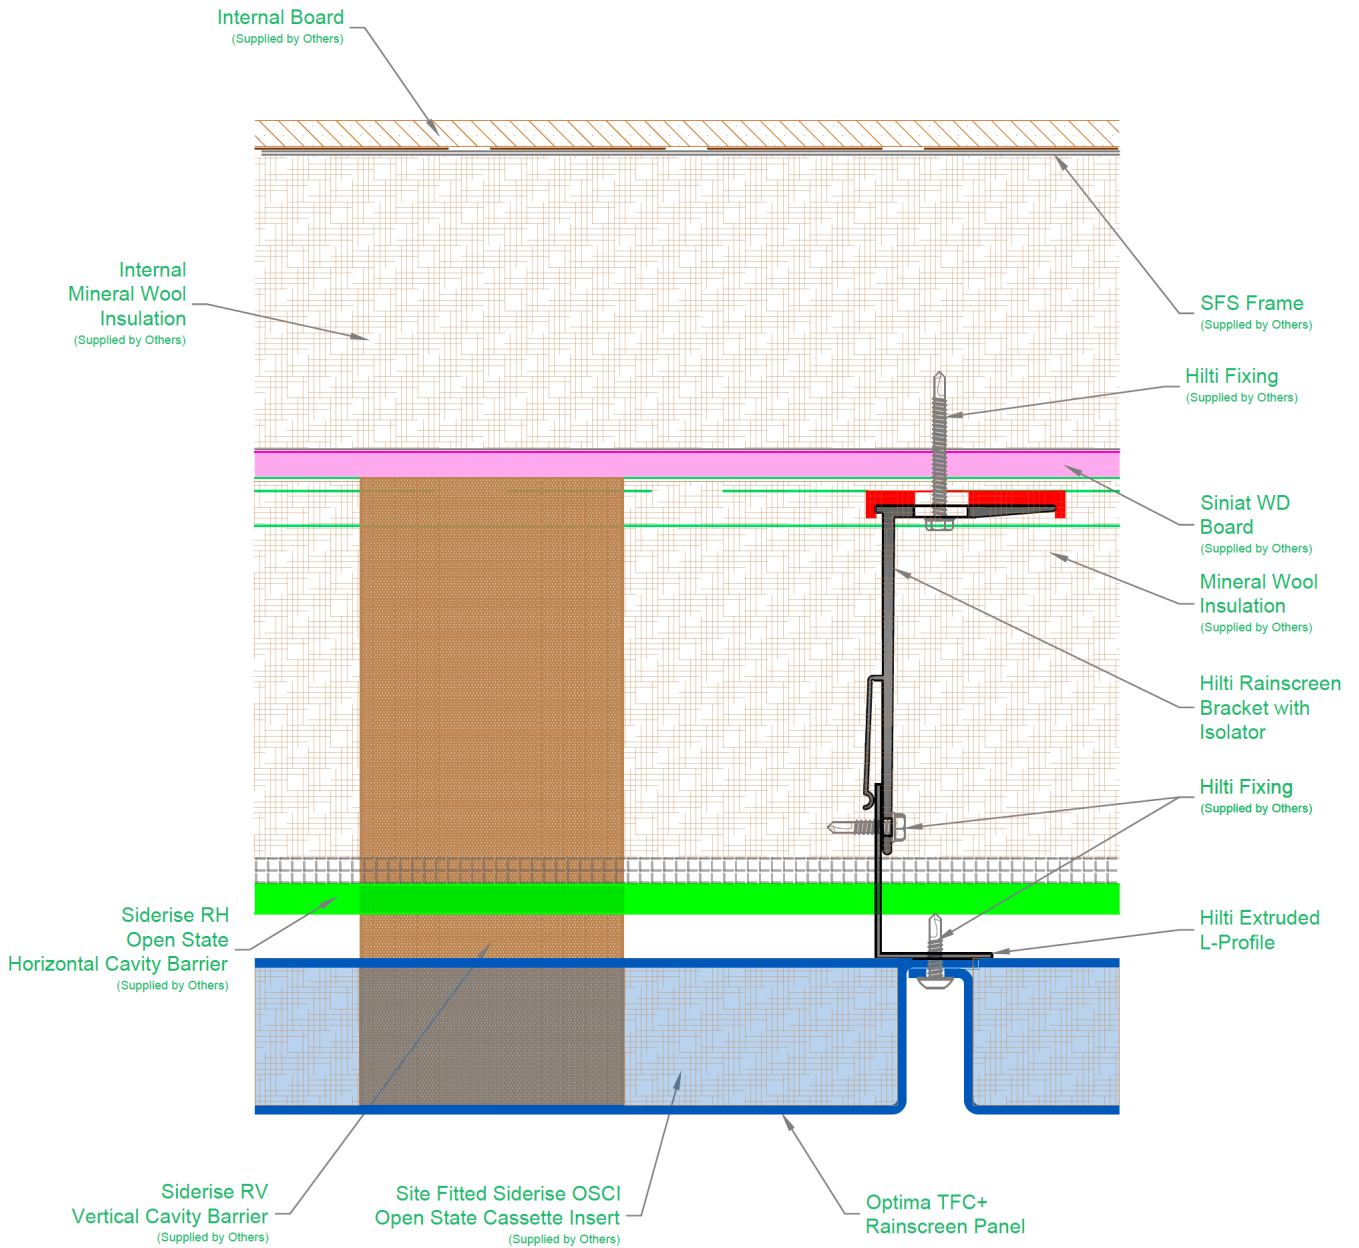 Internal Board
(Supplied by Others)
Internal
Mineral Wool
Insulation
(Supplied by Others)
SFS Frame
(Supplied by Others)
Hilti Fixing
(Supplied by Others)
Siniat WD
Board
(Supplied by Others)
Mineral Wool
Insulation
(Supplied by Others)
Hilti Rainscreen
Bracket with
Isolator
Hilti Fixing
(Supplied by Others)
Siderise RH
Open State
Horizontal Cavity Barrier
(Supplied by Others)
Hilti Extruded
L-Profile
Siderise RV
Vertical Cavity Barrier
(Supplied by Others)
Site Fitted Siderise OSCI
Open State Cassette Insert
(Supplied by Others)
Optima TFC+
Rainscreen Panel